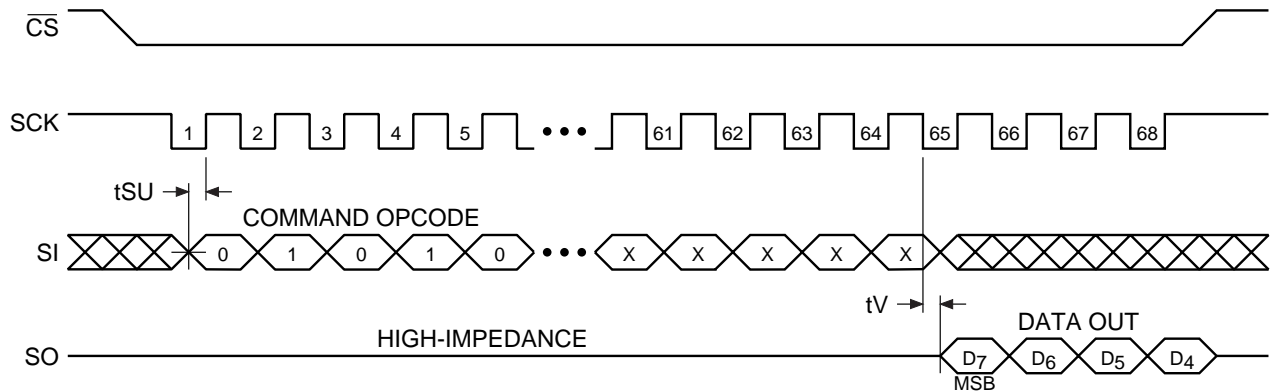 CS
SCK 1 2 3 4 5 ••• 61 62 63 64 65 66 67 68
tSU
COMMAND OPCODE
SI 0 1 0 1 0 ••• X X X X X
tV
HIGH-IMPEDANCE
DATA OUT
SO D7 D6 D5 D4
MSB